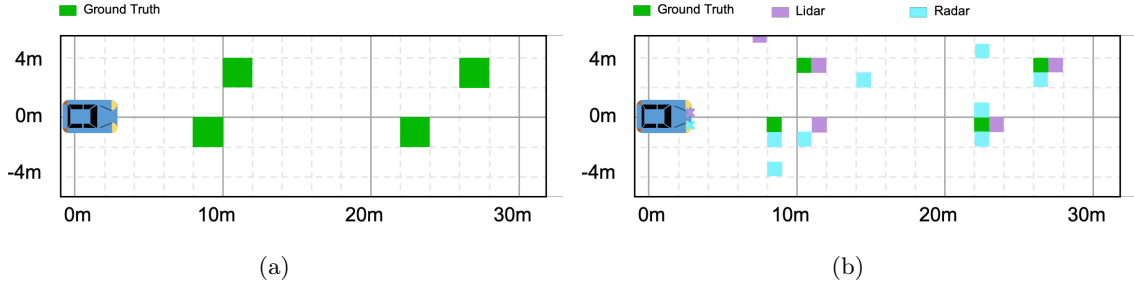 Ground Truth
4m
0m
-4m
0m 10m 20m 30m
(a)
Ground Truth Lidar Radar
4m
0m
-4m
0m 10m 20m 30m
(b)